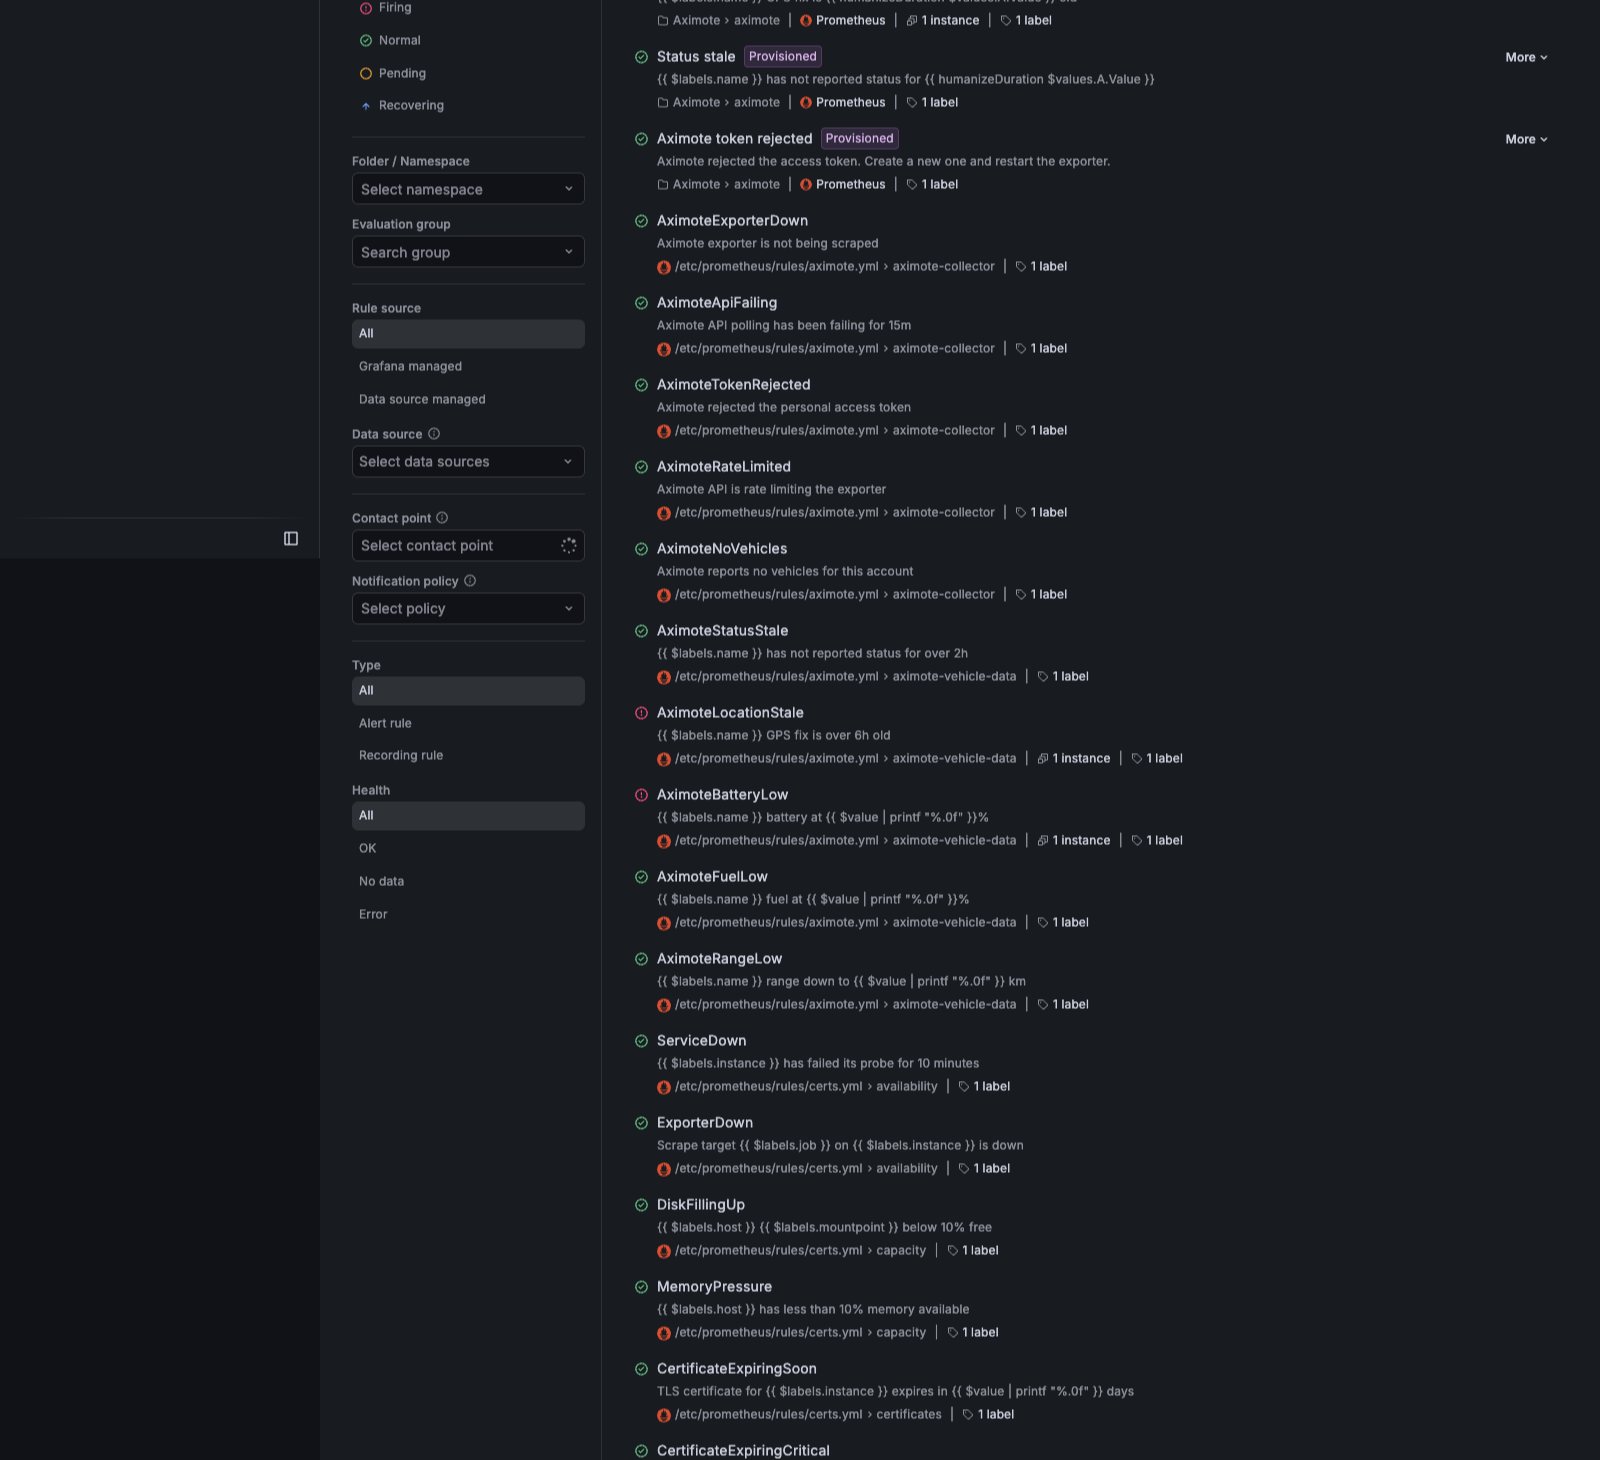 Firing
Normal
Pending
Recovering
Folder / Namespace
Select namespace
Evaluation group
Search group
Rule source
All
Grafana managed
Data source managed
Data source
Select data sources
Contact point
Select contact point
Notification policy
Select policy
Type
All
Alert rule
Recording rule
Health
All
OK
No data
Error
Aximote › aximote | Prometheus | 1 instance | 1 label
Status stale Provisioned More
{{ $labels.name }} has not reported status for {{ humanizeDuration $values.A.Value }}
Aximote › aximote | Prometheus | 1 label
Aximote token rejected Provisioned More
Aximote rejected the access token. Create a new one and restart the exporter.
Aximote › aximote | Prometheus | 1 label
AximoteExporterDown
Aximote exporter is not being scraped
/etc/prometheus/rules/aximote.yml › aximote-collector | 1 label
AximoteApiFailing
Aximote API polling has been failing for 15m
/etc/prometheus/rules/aximote.yml › aximote-collector | 1 label
AximoteTokenRejected
Aximote rejected the personal access token
/etc/prometheus/rules/aximote.yml › aximote-collector | 1 label
AximoteRateLimited
Aximote API is rate limiting the exporter
/etc/prometheus/rules/aximote.yml › aximote-collector | 1 label
AximoteNoVehicles
Aximote reports no vehicles for this account
/etc/prometheus/rules/aximote.yml › aximote-collector | 1 label
AximoteStatusStale
{{ $labels.name }} has not reported status for over 2h
/etc/prometheus/rules/aximote.yml › aximote-vehicle-data | 1 label
AximoteLocationStale
{{ $labels.name }} GPS fix is over 6h old
/etc/prometheus/rules/aximote.yml › aximote-vehicle-data | 1 instance | 1 label
AximoteBatteryLow
{{ $labels.name }} battery at {{ $value | printf "%.0f" }}%
/etc/prometheus/rules/aximote.yml › aximote-vehicle-data | 1 instance | 1 label
AximoteFuelLow
{{ $labels.name }} fuel at {{ $value | printf "%.0f" }}%
/etc/prometheus/rules/aximote.yml › aximote-vehicle-data | 1 label
AximoteRangeLow
{{ $labels.name }} range down to {{ $value | printf "%.0f" }} km
/etc/prometheus/rules/aximote.yml › aximote-vehicle-data | 1 label
ServiceDown
{{ $labels.instance }} has failed its probe for 10 minutes
/etc/prometheus/rules/certs.yml › availability | 1 label
ExporterDown
Scrape target {{ $labels.job }} on {{ $labels.instance }} is down
/etc/prometheus/rules/certs.yml › availability | 1 label
DiskFillingUp
{{ $labels.host }} {{ $labels.mountpoint }} below 10% free
/etc/prometheus/rules/certs.yml › capacity | 1 label
MemoryPressure
{{ $labels.host }} has less than 10% memory available
/etc/prometheus/rules/certs.yml › capacity | 1 label
CertificateExpiringSoon
TLS certificate for {{ $labels.instance }} expires in {{ $value | printf "%.0f" }} days
/etc/prometheus/rules/certs.yml › certificates | 1 label
CertificateExpiringCritical